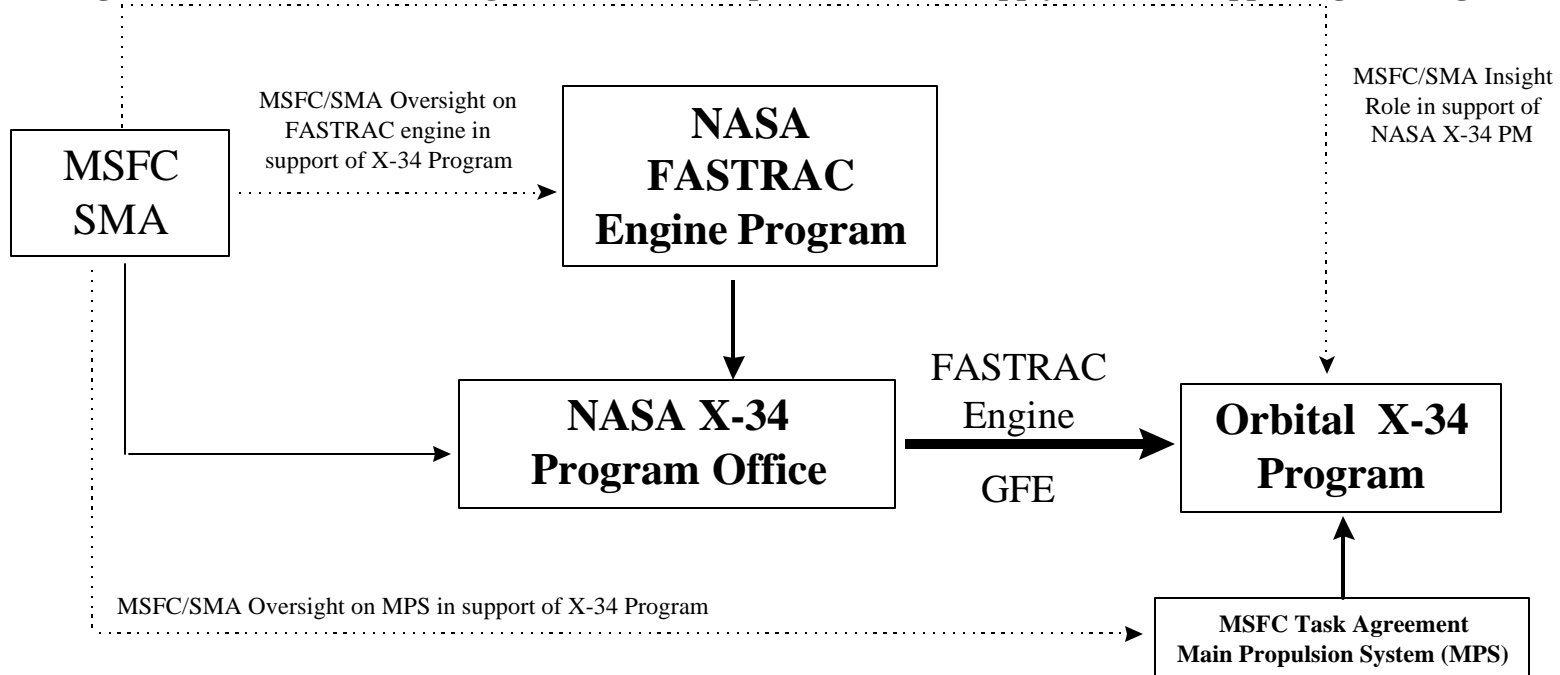 MSFC/SMA Insight
Role in support of
NASA X-34 PM
MSFC/SMA Oversight on
FASTRAC engine in
support of X-34 Program
NASA
FASTRAC
Engine Program
MSFC
SMA
FASTRAC
Engine
GFE
NASA X-34
Program Office
Orbital X-34
Program
MSFC/SMA Oversight on MPS in support of X-34 Program
MSFC Task Agreement
Main Propulsion System (MPS)